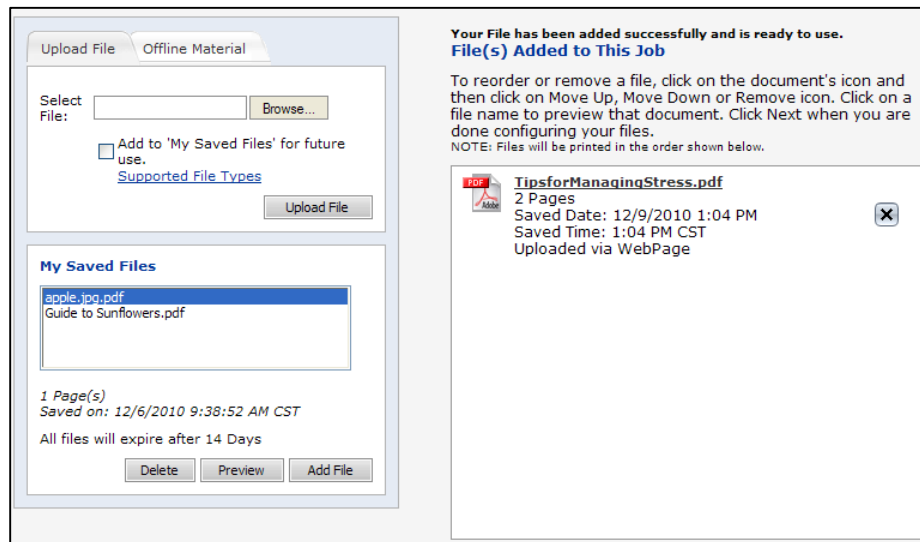 Upload File
Offline Material
Select
File:
Browse...
Add to 'My Saved Files' for future
use.
Supported File Types
Upload File
My Saved Files
apple.jpg.pdf
Guide to Sunflowers.pdf
1 Page(s)
Saved on: 12/6/2010 9:38:52 AM CST
All files will expire after 14 Days
Delete
Preview
Add File
Your File has been added successfully and is ready to use.
File(s) Added to This Job
To reorder or remove a file, click on the document's icon and
then click on Move Up, Move Down or Remove icon. Click on a
file name to preview that document. Click Next when you are
done configuring your files.
NOTE: Files will be printed in the order shown below.
PDF
Adobe
TipsforManagingStress.pdf
2 Pages
Saved Date: 12/9/2010 1:04 PM
Saved Time: 1:04 PM CST
Uploaded via WebPage